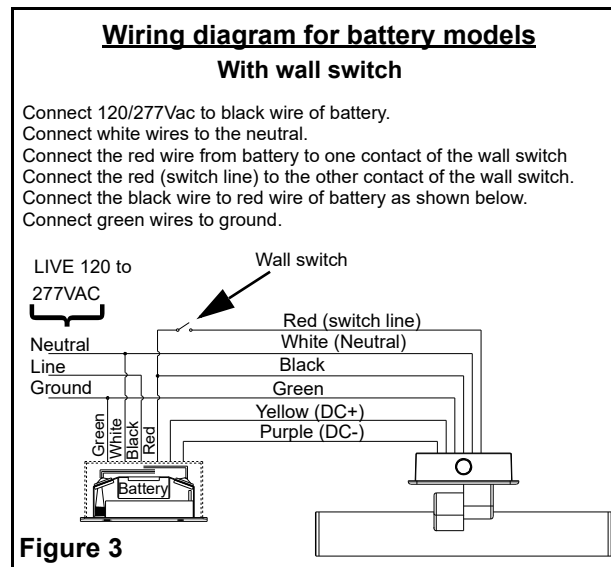 Wiring diagram for battery models
With wall switch
Connect 120/277Vac to black wire of battery.
Connect white wires to the neutral.
Connect the red wire from battery to one contact of the wall switch
Connect the red (switch line) to the other contact of the wall switch.
Connect the black wire to red wire of battery as shown below.
Connect green wires to ground.
LIVE 120 to
277VAC
Wall switch
Red (switch line)
Neutral
White (Neutral)
Line
Black
Ground
Green
Yellow (DC+)
Purple (DC-)
Green
White
Black
Red
Battery
Figure 3